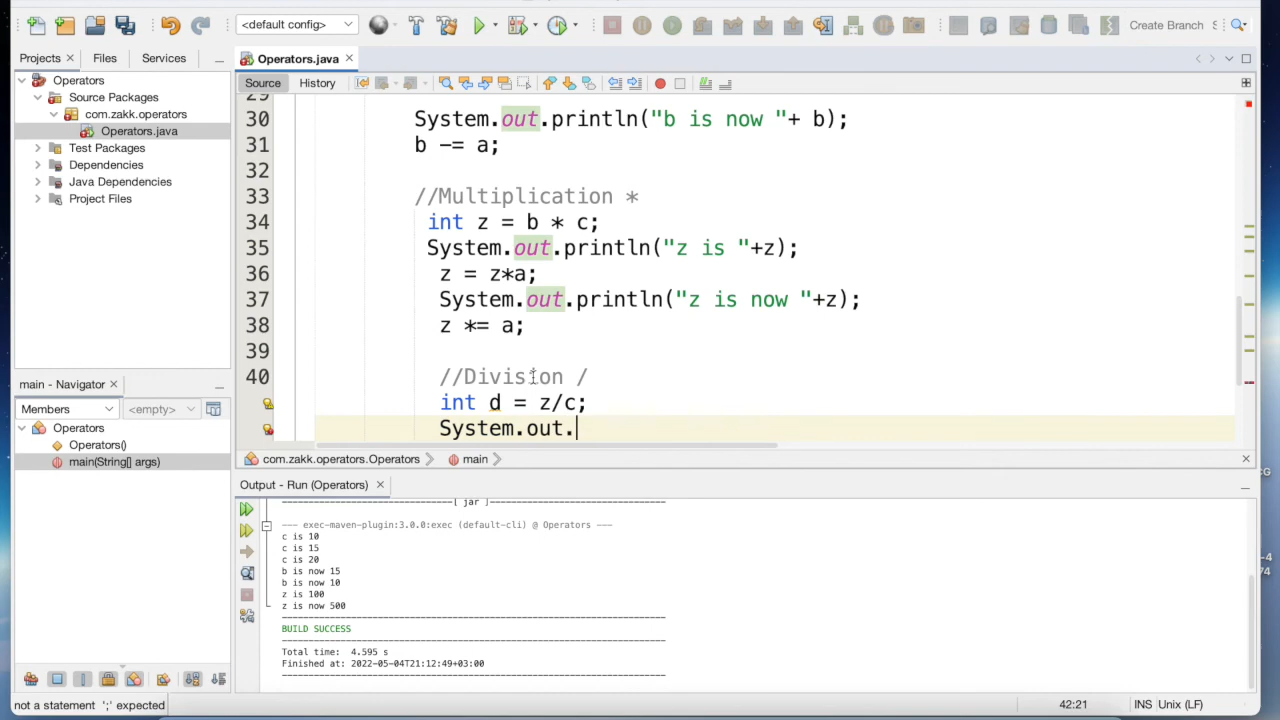 <default config>
Create Branch S
Projects
Files
Services
Operators
Source Packages
com.zakk.operators
Operators.java
Test Packages
Dependencies
Java Dependencies
Project Files
main - Navigator
Members
<empty>
Operators
Operators()
main(String[] args)
Operators.java
Source
History
29
30 System.out.println("b is now "+ b);
31 b -= a;
32
33 //Multiplication *
34 int z = b * c;
35 System.out.println("z is "+z);
36 z = z*a;
37 System.out.println("z is now "+z);
38 z *= a;
39
40 //Division /
int d = z/c;
System.out.
com.zakk.operators.Operators
main
Output - Run (Operators)
--------------------------------[ jar ]---------------------------------
--- exec-maven-plugin:3.0.0:exec (default-cli) @ Operators ---
c is 10
c is 15
c is 20
b is now 15
b is now 10
z is 100
z is now 500
------------------------------------------------------------------------
BUILD SUCCESS
------------------------------------------------------------------------
Total time: 4.595 s
Finished at: 2022-05-04T21:12:49+03:00
------------------------------------------------------------------------
CG
-4
74
not a statement ';' expected
42:21
INS
Unix (LF)